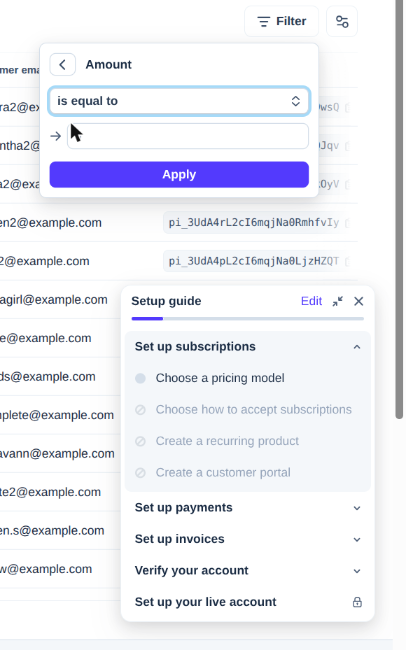 Filter
Amount
is equal to
Apply
en2@example.com pi_3UdA4rL2cI6mqjNa0RmhfvIy
2@example.com pi_3UdA4pL2cI6mqjNa0LjzHZQT
agirl@example.com
e@example.com
ds@example.com
nplete@example.com
avann@example.com
te2@example.com
en.s@example.com
w@example.com
Setup guide Edit
Set up subscriptions
Choose a pricing model
Choose how to accept subscriptions
Create a recurring product
Create a customer portal
Set up payments
Set up invoices
Verify your account
Set up your live account